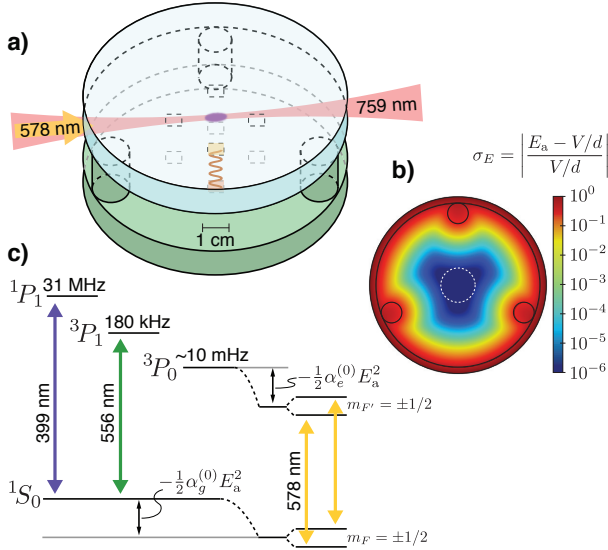 a)
578 nm
759 nm
1 cm
b)
σ_E = | (E_a − V/d) / (V/d) |
10^0
10^-1
10^-2
10^-3
10^-4
10^-5
10^-6
c)
^1P_1 31 MHz
^3P_1 180 kHz
^3P_0 ~10 mHz
−½α_e^(0) E_a^2
m_F' = ±1/2
399 nm
556 nm
578 nm
^1S_0
−½α_g^(0) E_a^2
m_F = ±1/2